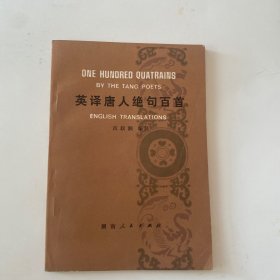 ONE HUNDRED QUATRAINS
BY THE TANG POETS
英译唐人绝句百首
ENGLISH TRANSLATIONS
湖南人民出版社